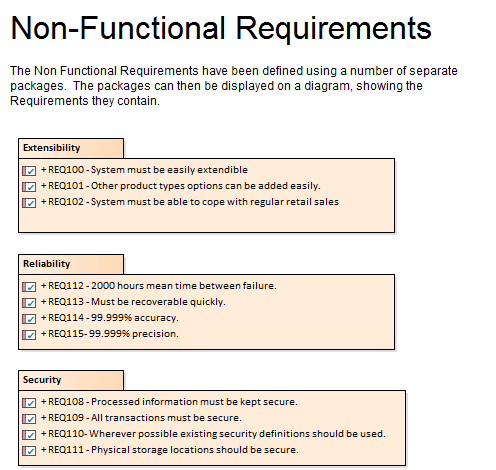 Non-Functional Requirements
The Non Functional Requirements have been defined using a number of separate
packages.  The packages can then be displayed on a diagram, showing the
Requirements they contain.
Extensibility
+ REQ100 - System must be easily extendible
+ REQ101 - Other product types options can be added easily.
+ REQ102 - System must be able to cope with regular retail sales
Reliability
+ REQ112 - 2000 hours mean time between failure.
+ REQ113 - Must be recoverable quickly.
+ REQ114 - 99.999% accuracy.
+ REQ115- 99.999% precision.
Security
+ REQ108 - Processed information must be kept secure.
+ REQ109 - All transactions must be secure.
+ REQ110- Wherever possible existing security definitions should be used.
+ REQ111 - Physical storage locations should be secure.